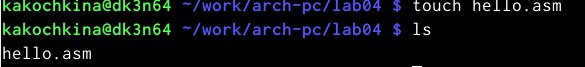 kakochkina@dk3n64 ~/work/arch-pc/lab04 $ touch hello.asm
kakochkina@dk3n64 ~/work/arch-pc/lab04 $ ls
hello.asm